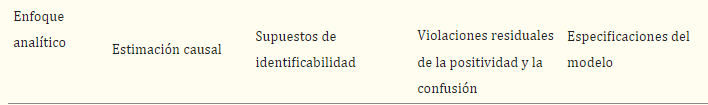 Enfoque
analítico
Estimación causal
Supuestos de
identificabilidad
Violaciones residuales
de la positividad y la
confusión
Especificaciones del
modelo